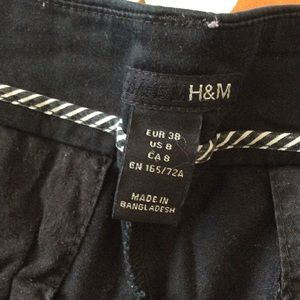 H&M
EUR 38
US 8
CA 8
CN 165/72A
MADE IN
BANGLADESH